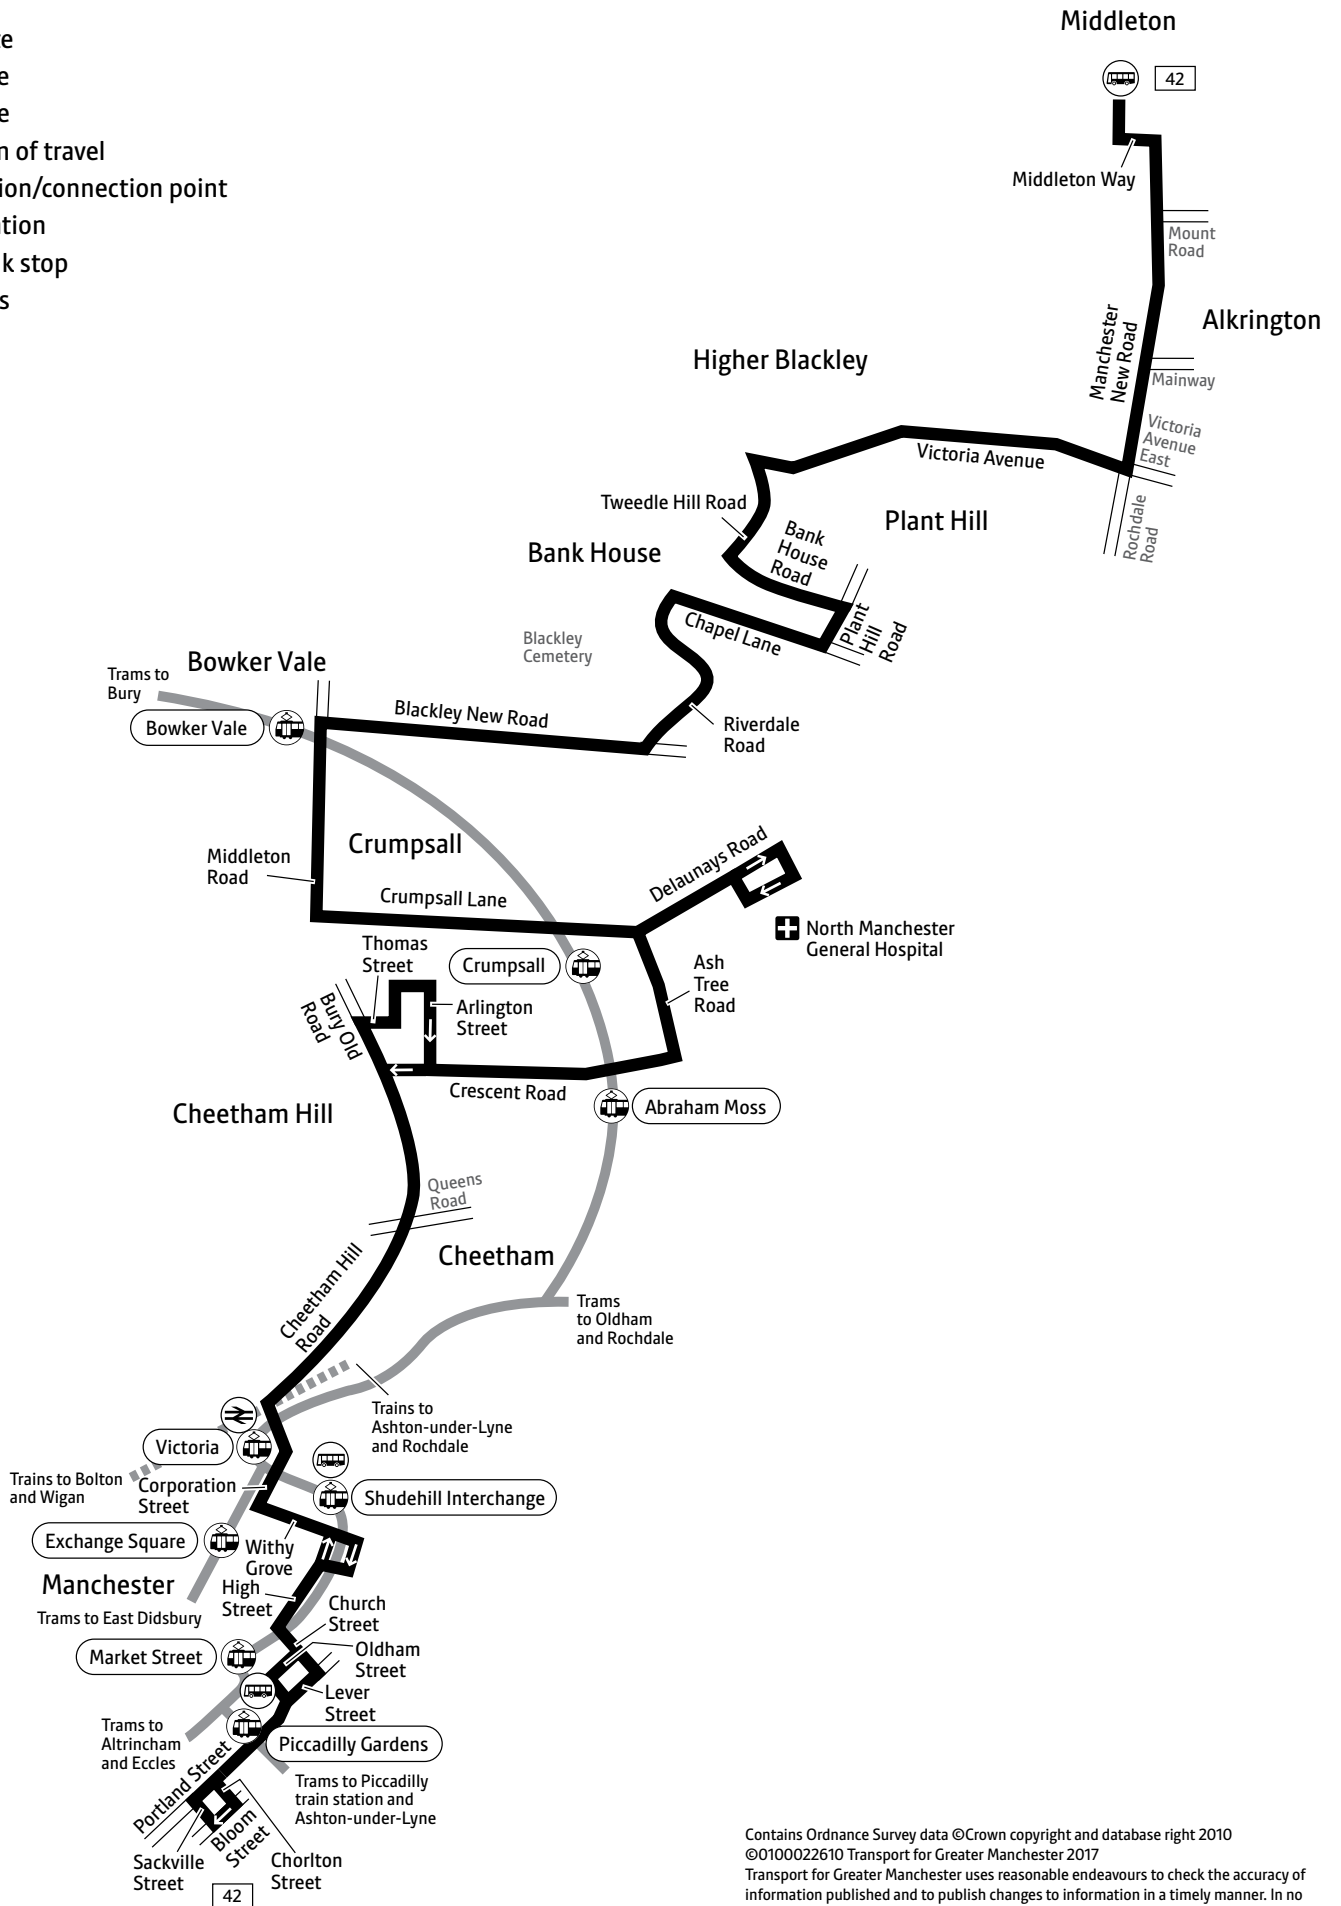 Middleton
e
e
e
n of travel
ion/connection point
tion
k stop
s
42
Middleton Way
Mount
Road
Alkrington
Manchester
New Road
Higher Blackley
Mainway
Victoria
Avenue
East
Victoria Avenue
Tweedle Hill Road
Plant Hill
Rochdale
Road
Bank
House
Road
Bank House
Plant
Hill
Road
Chapel Lane
Blackley
Cemetery
Bowker Vale
Trams to
Bury
Bowker Vale
Blackley New Road
Riverdale
Road
Crumpsall
Middleton
Road
Delaunays Road
Crumpsall Lane
North Manchester
General Hospital
Thomas
Street
Crumpsall
Ash
Tree
Road
Bury Old
Road
Arlington
Street
Crescent Road
Abraham Moss
Cheetham Hill
Queens
Road
Cheetham
Cheetham Hill
Road
Trams
to Oldham
and Rochdale
Trains to
Ashton-under-Lyne
and Rochdale
Victoria
Trains to Bolton
and Wigan
Corporation
Street
Shudehill Interchange
Exchange Square
Withy
Grove
Manchester
High
Street
Church
Street
Trams to East Didsbury
Oldham
Street
Market Street
Lever
Street
Trams to
Altrincham
and Eccles
Piccadilly Gardens
Portland Street
Trams to Piccadilly
train station and
Ashton-under-Lyne
Bloom
Street
Sackville
Street
Chorlton
Street
42
Contains Ordnance Survey data ©Crown copyright and database right 2010
©0100022610 Transport for Greater Manchester 2017
Transport for Greater Manchester uses reasonable endeavours to check the accuracy of
information published and to publish changes to information in a timely manner. In no